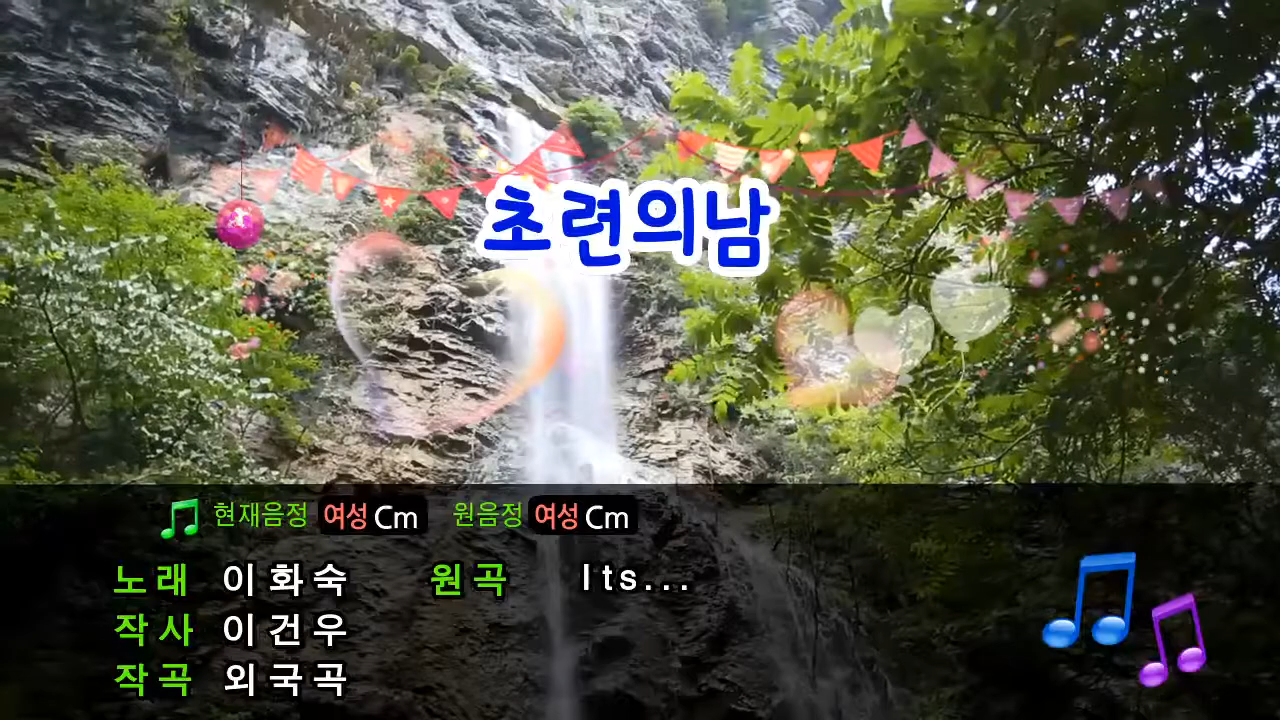 초련의남
현재음정 여성 Cm 원음정 여성 Cm
노래 이화숙 원곡 Its...
작사 이건우
작곡 외국곡